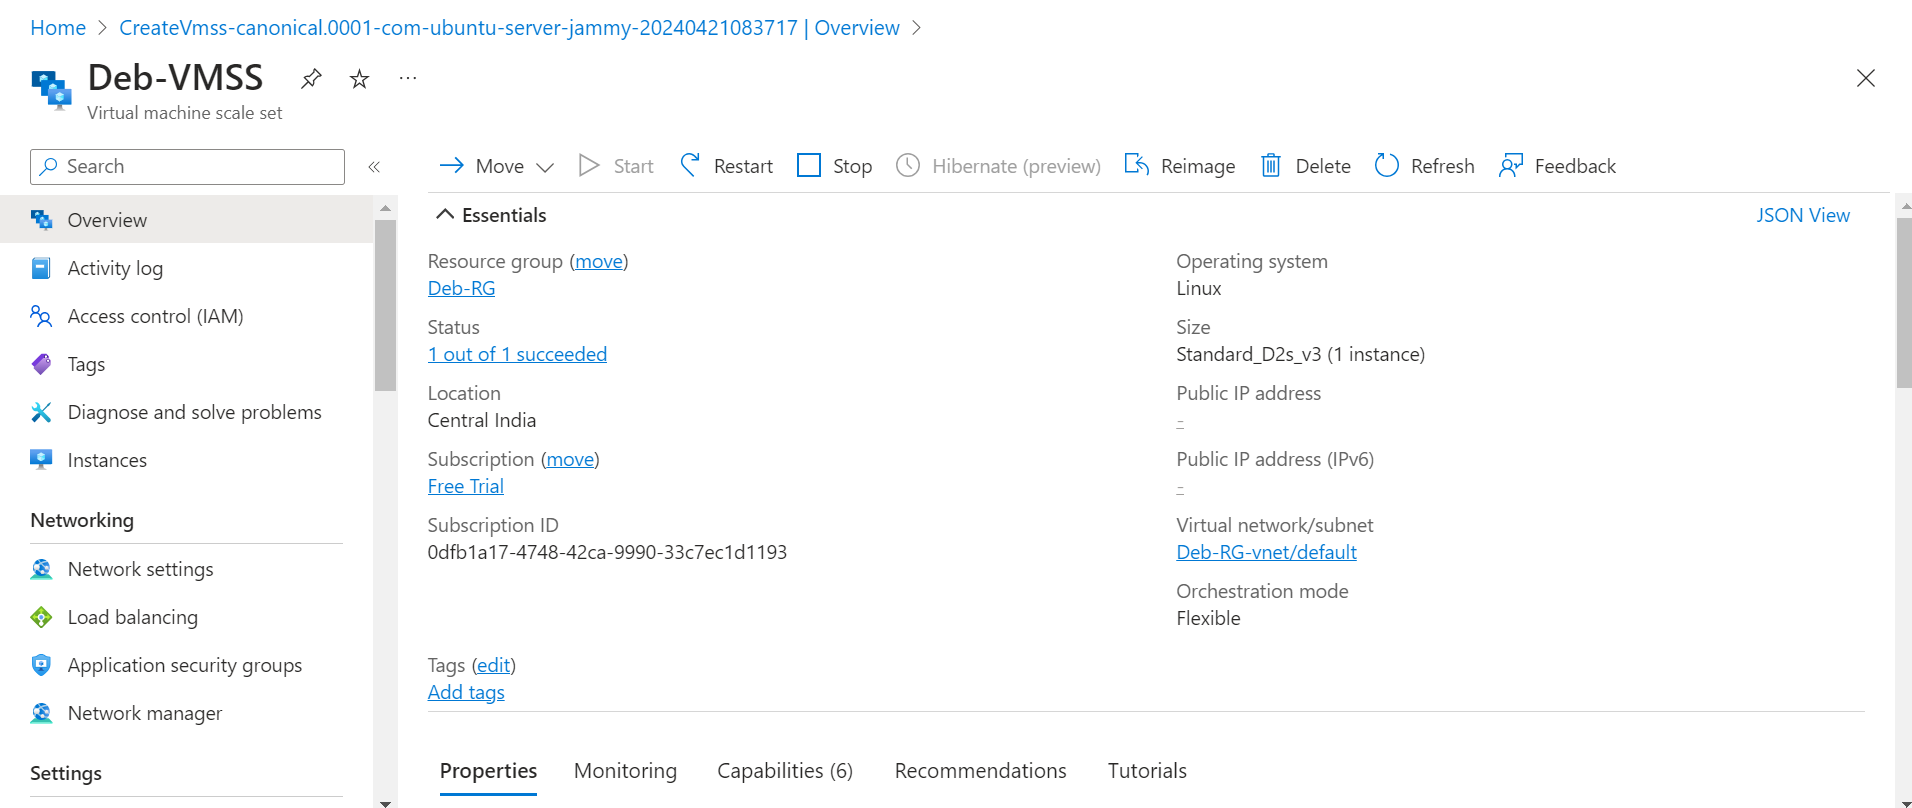 Home > CreateVmss-canonical.0001-com-ubuntu-server-jammy-20240421083717 | Overview >
Deb-VMSS
Virtual machine scale set
Search
«
Move
Start
Restart
Stop
Hibernate (preview)
Reimage
Delete
Refresh
Feedback
Overview
Activity log
Access control (IAM)
Tags
Diagnose and solve problems
Instances
Networking
Network settings
Load balancing
Application security groups
Network manager
Settings
Essentials
JSON View
Resource group (move)
Deb-RG
Status
1 out of 1 succeeded
Location
Central India
Subscription (move)
Free Trial
Subscription ID
0dfb1a17-4748-42ca-9990-33c7ec1d1193
Operating system
Linux
Size
Standard_D2s_v3 (1 instance)
Public IP address
-
Public IP address (IPv6)
-
Virtual network/subnet
Deb-RG-vnet/default
Orchestration mode
Flexible
Tags (edit)
Add tags
Properties
Monitoring
Capabilities (6)
Recommendations
Tutorials